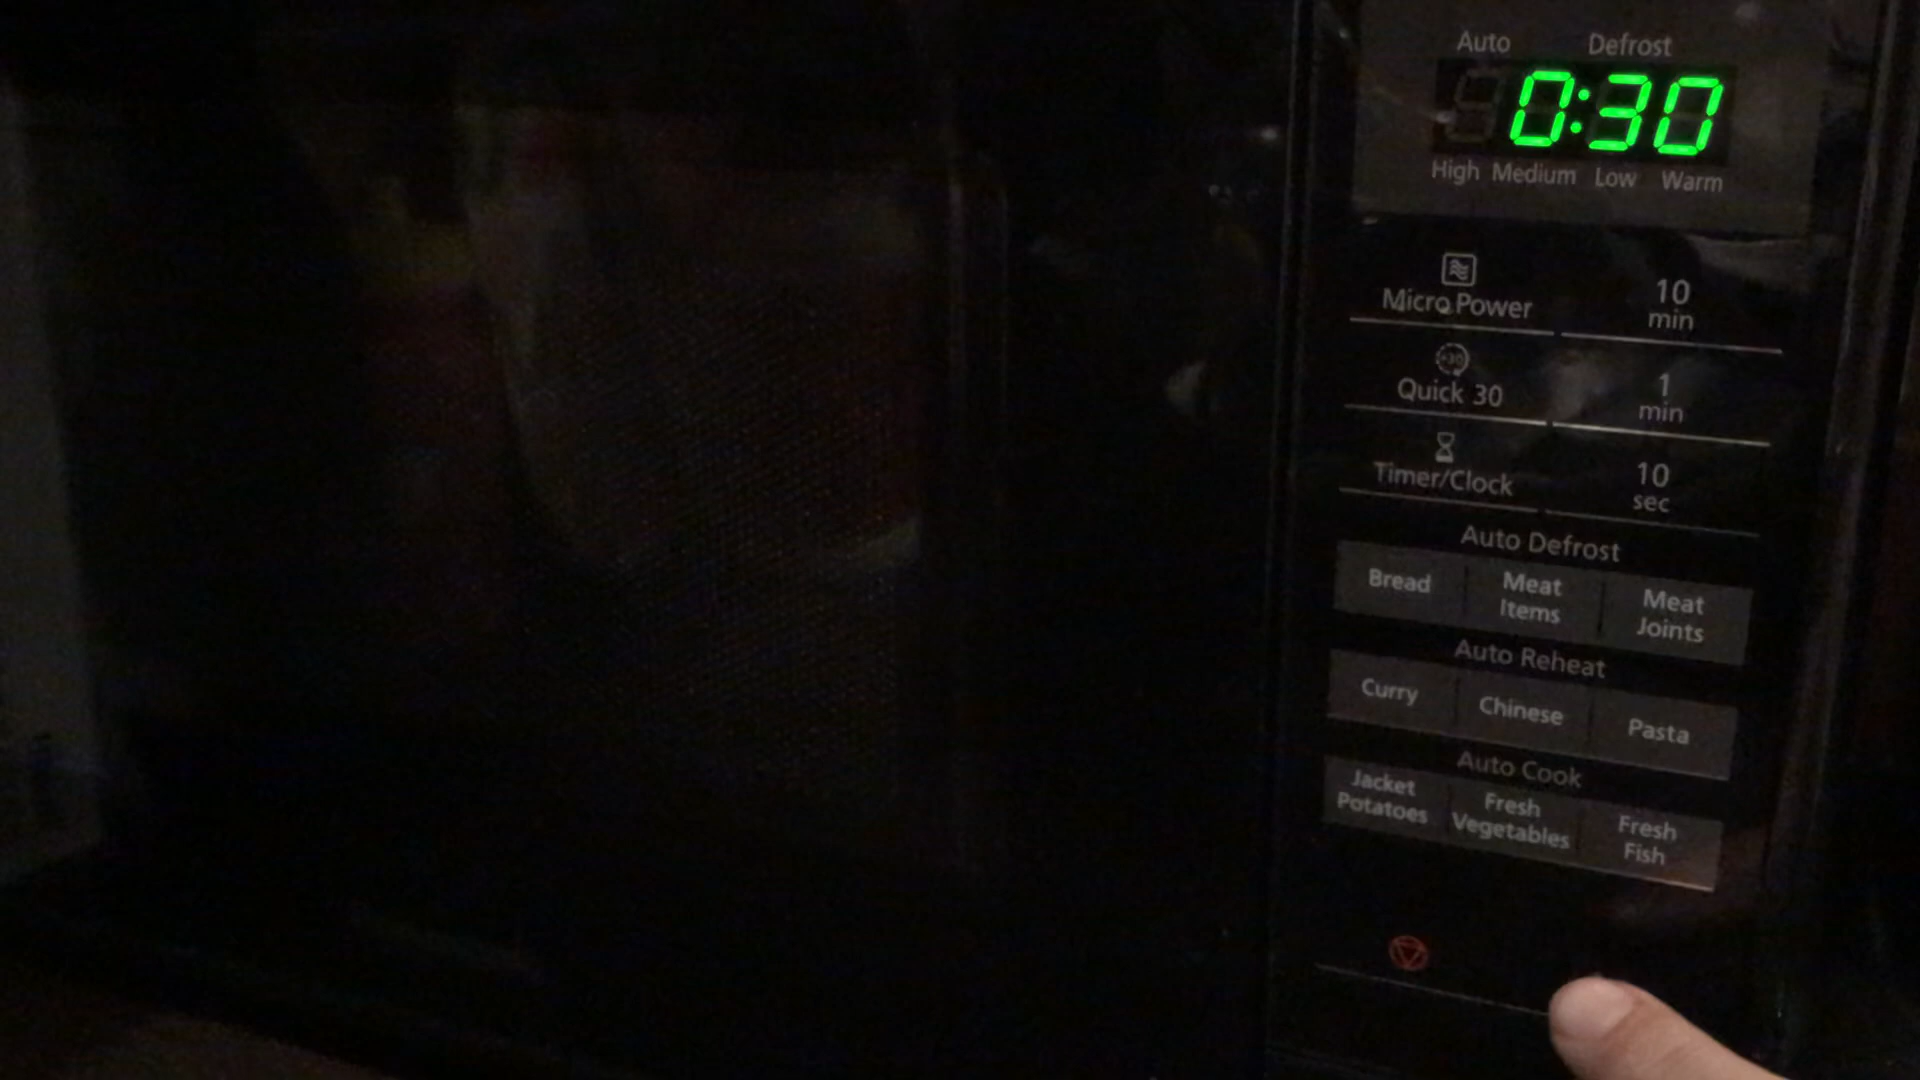 Auto Defrost
0:30
High Medium Low Warm
Micro Power
10
min
+30
Quick 30
1
min
Timer/Clock
10
sec
Auto Defrost
Bread
Meat
Items
Meat
Joints
Auto Reheat
Curry
Chinese
Pasta
Auto Cook
Jacket
Potatoes
Fresh
Vegetables
Fresh
Fish